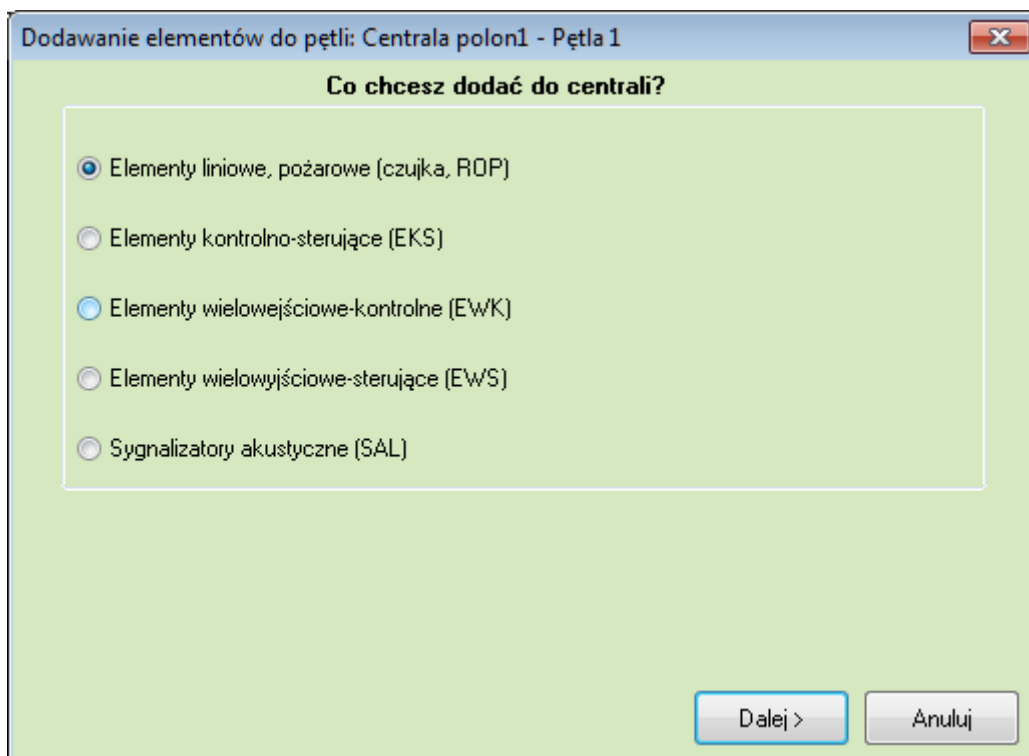 Dodawanie elementów do pętli: Centrala polon1 - Pętla 1
Co chcesz dodać do centrali?
Elementy liniowe, pożarowe (czujka, ROP)
Elementy kontrolno-sterujące (EKS)
Elementy wielowejściowe-kontrolne (EWK)
Elementy wielowyjściowe-sterujące (EWS)
Sygnalizatory akustyczne (SAL)
Dalej > Anuluj